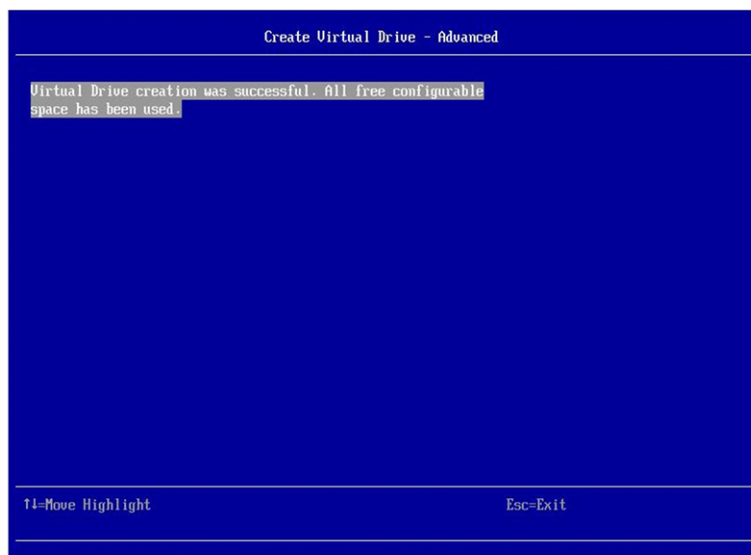 Create Virtual Drive - Advanced
Virtual Drive creation was successful. All free configurable
space has been used.
↑↓=Move Highlight
Esc=Exit